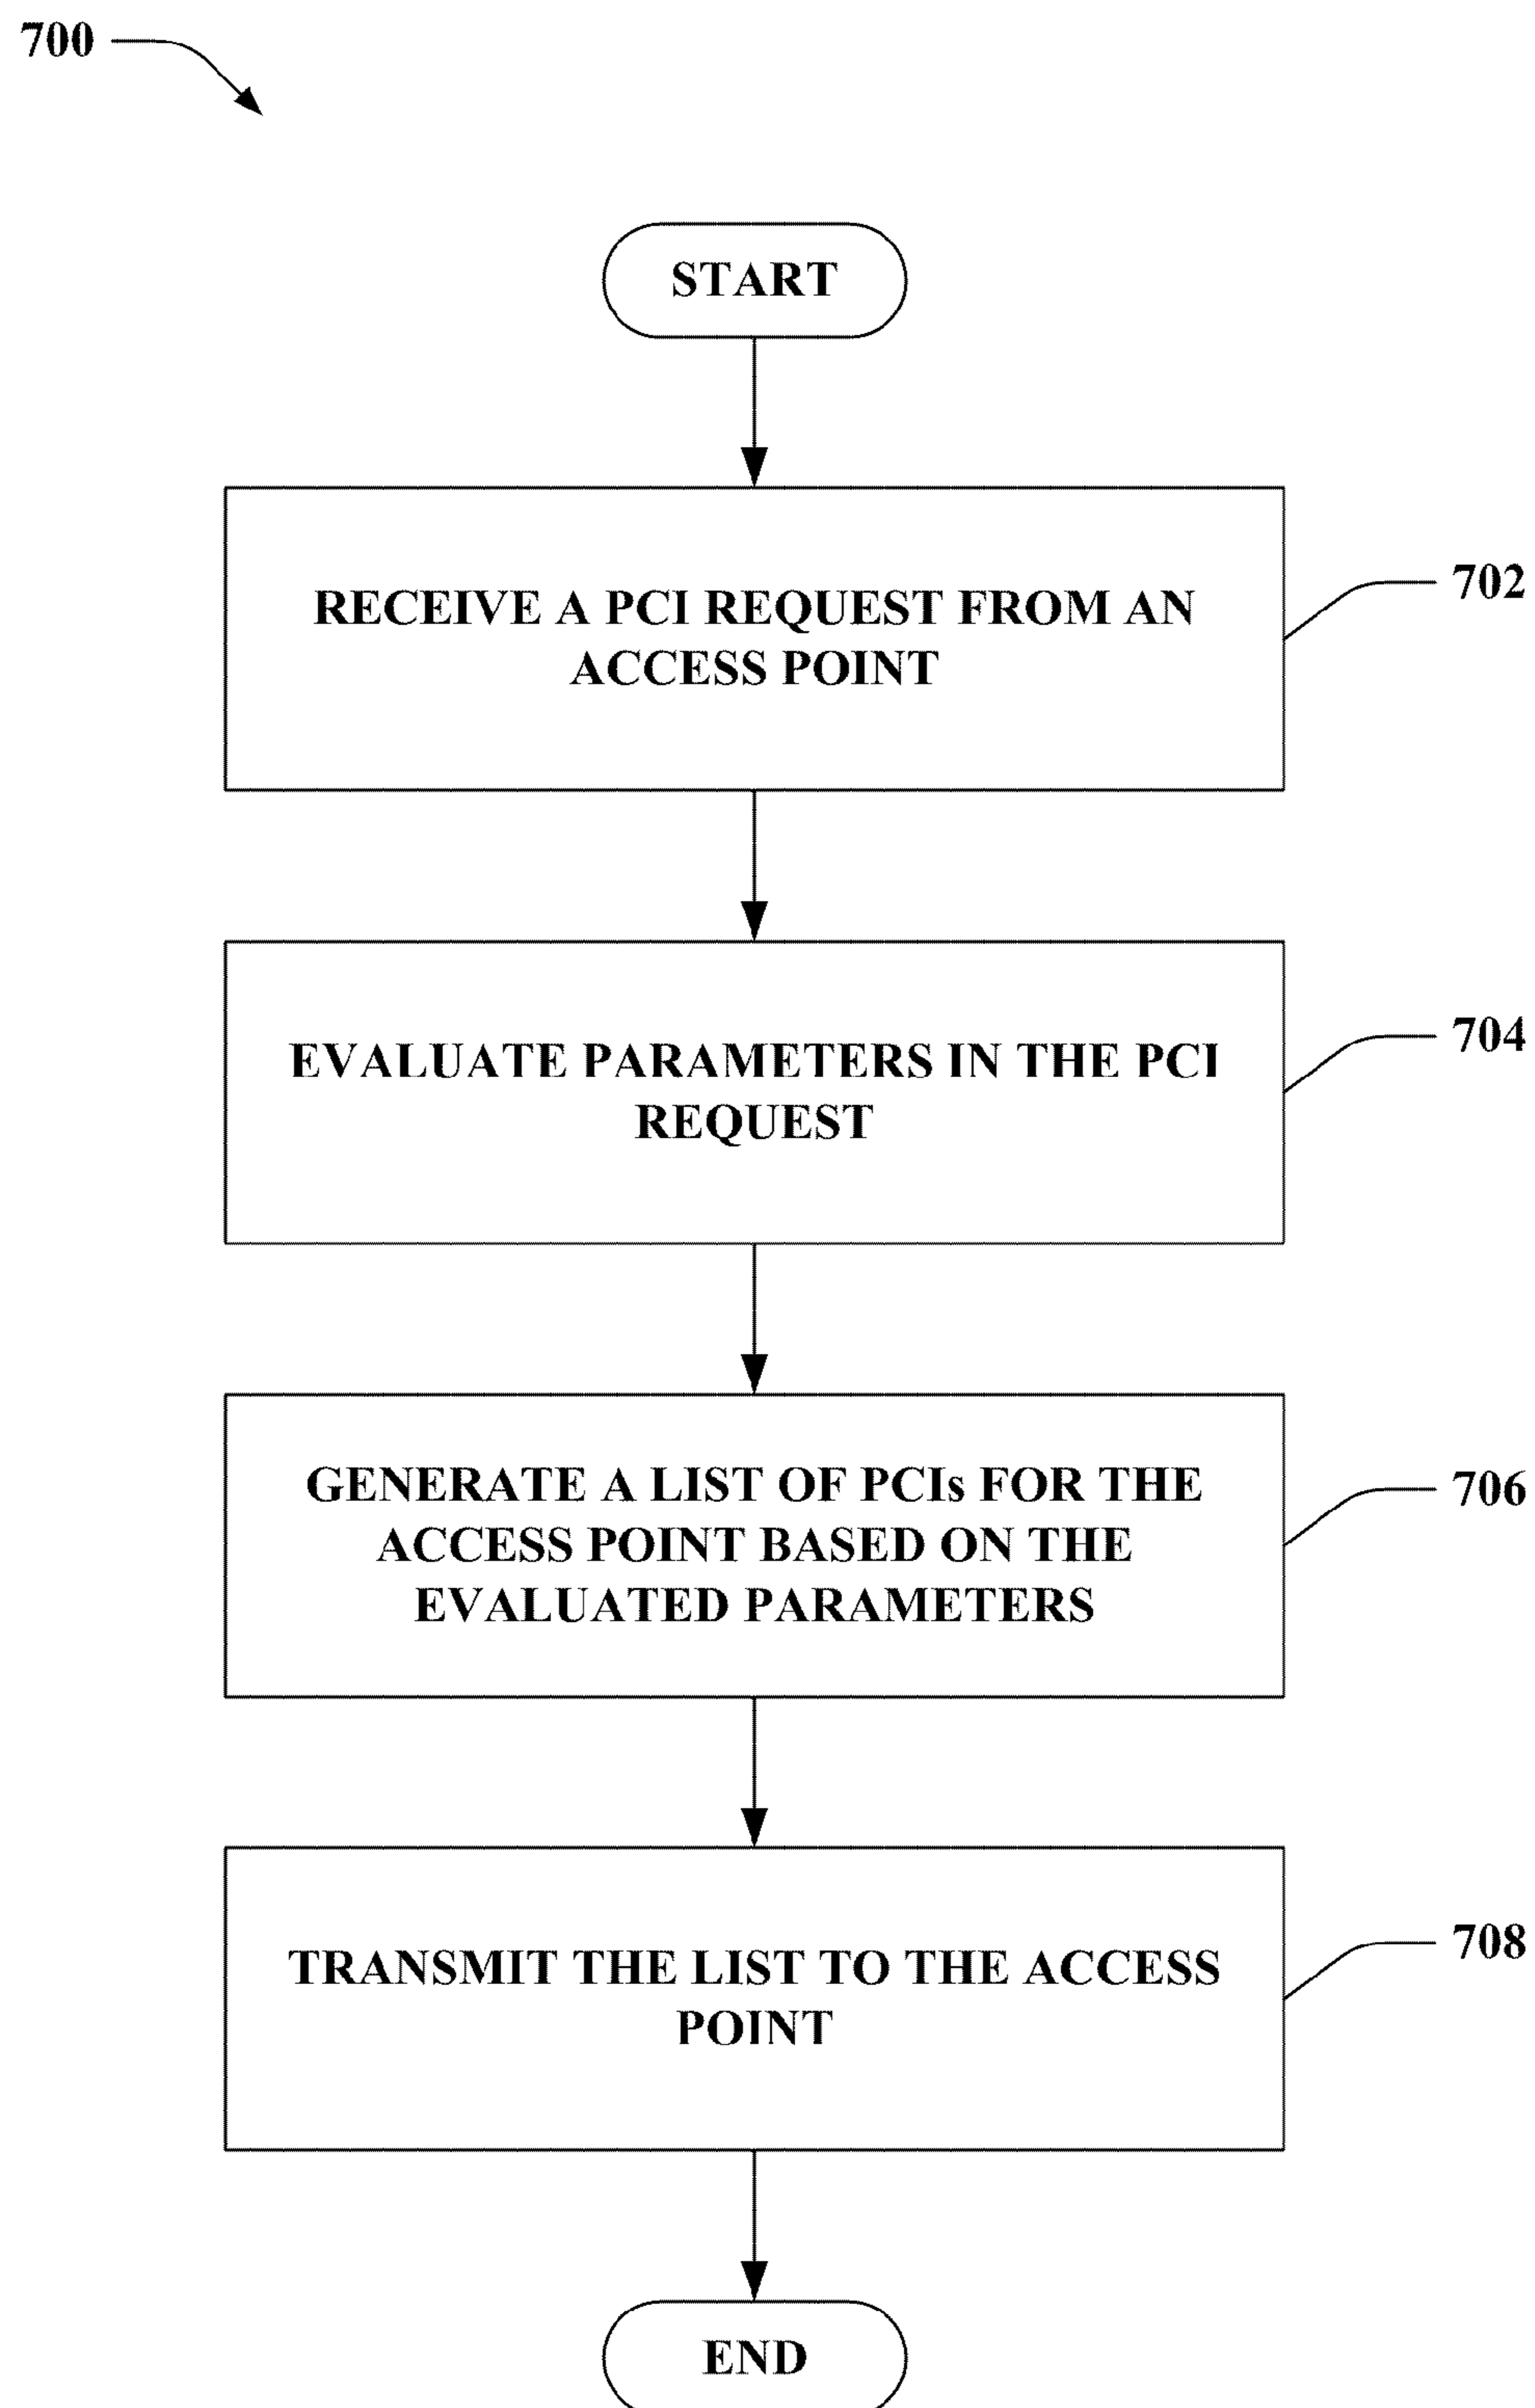 700
START
RECEIVE A PCI REQUEST FROM AN
ACCESS POINT
702
EVALUATE PARAMETERS IN THE PCI
REQUEST
704
GENERATE A LIST OF PCIs FOR THE
ACCESS POINT BASED ON THE
EVALUATED PARAMETERS
706
TRANSMIT THE LIST TO THE ACCESS
POINT
708
END